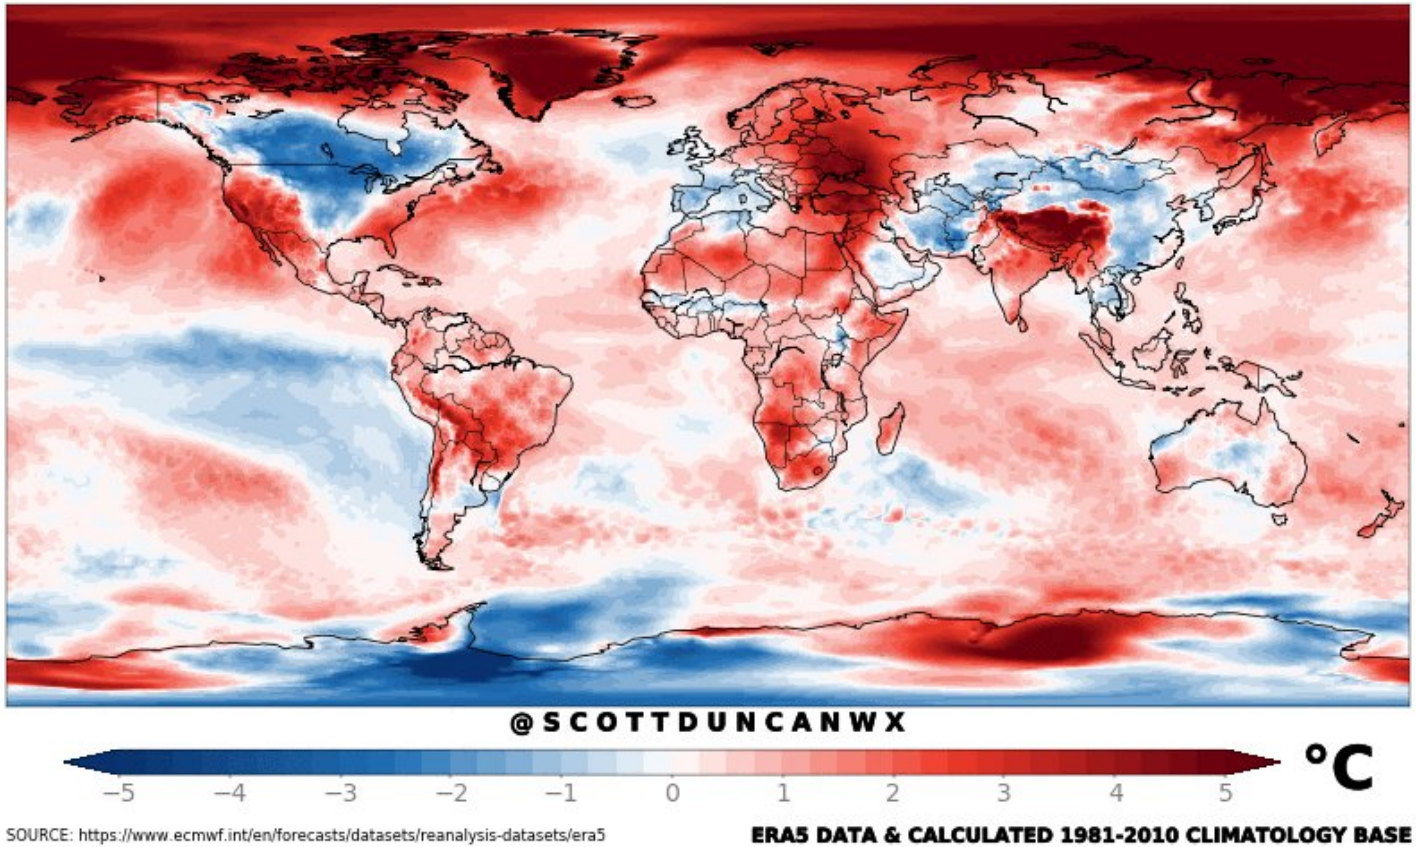 @SCOTTDUNCANWX
°C
−5 −4 −3 −2 −1 0 1 2 3 4 5
SOURCE: https://www.ecmwf.int/en/forecasts/datasets/reanalysis-datasets/era5
ERA5 DATA & CALCULATED 1981-2010 CLIMATOLOGY BASE